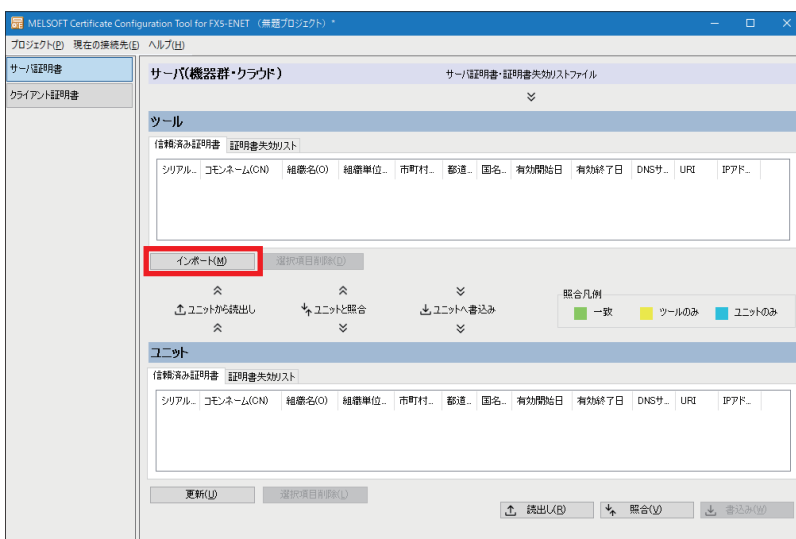 MELSOFT Certificate Configuration Tool for FX5-ENET （無題プロジェクト）*
プロジェクト(P) 現在の接続先(E) ヘルプ(H)
サーバ証明書
クライアント証明書
サーバ(機器群・クラウド)
サーバ証明書・証明書失効リストファイル
ツール
信頼済み証明書 証明書失効リスト
シリアル... コモンネーム(CN) 組織名(O) 組織単位... 市町村... 都道... 国名... 有効開始日 有効終了日 DNSサ... URI IPアド...
インポート(M) 選択項目削除(D)
ユニットから読出し ユニットと照合 ユニットへ書込み
照合凡例
一致 ツールのみ ユニットのみ
ユニット
信頼済み証明書 証明書失効リスト
シリアル... コモンネーム(CN) 組織名(O) 組織単位... 市町村... 都道... 国名... 有効開始日 有効終了日 DNSサ... URI IPアド...
更新(U) 選択項目削除(L)
読出し(R) 照合(V) 書込み(W)